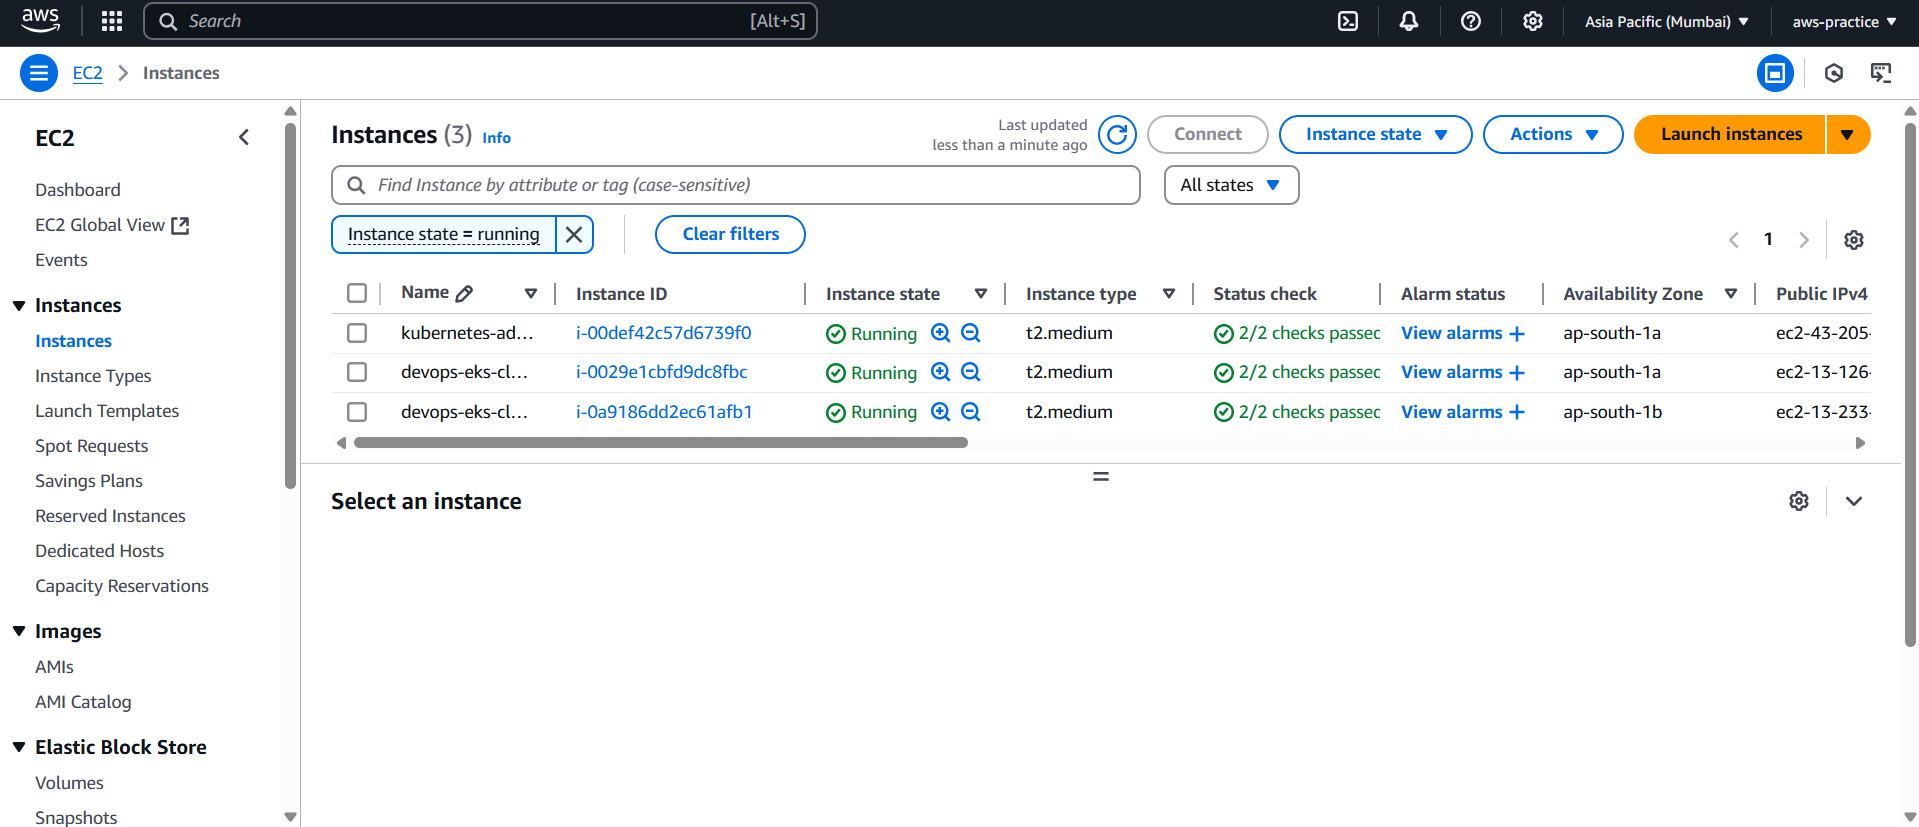 aws
Search [Alt+S]
Asia Pacific (Mumbai)
aws-practice
EC2
Instances
EC2
Dashboard
EC2 Global View
Events
Instances
Instances
Instance Types
Launch Templates
Spot Requests
Savings Plans
Reserved Instances
Dedicated Hosts
Capacity Reservations
Images
AMIs
AMI Catalog
Elastic Block Store
Volumes
Snapshots
Instances (3) Info
Last updated
less than a minute ago
Connect
Instance state
Actions
Launch instances
Find Instance by attribute or tag (case-sensitive)
All states
Instance state = running
Clear filters
1
Name Instance ID Instance state Instance type Status check Alarm status Availability Zone Public IPv4
kubernetes-ad... i-00def42c57d6739f0 Running t2.medium 2/2 checks passed View alarms + ap-south-1a ec2-43-205-
devops-eks-cl... i-0029e1cbfd9dc8fbc Running t2.medium 2/2 checks passed View alarms + ap-south-1a ec2-13-126-
devops-eks-cl... i-0a9186dd2ec61afb1 Running t2.medium 2/2 checks passed View alarms + ap-south-1b ec2-13-233-
Select an instance